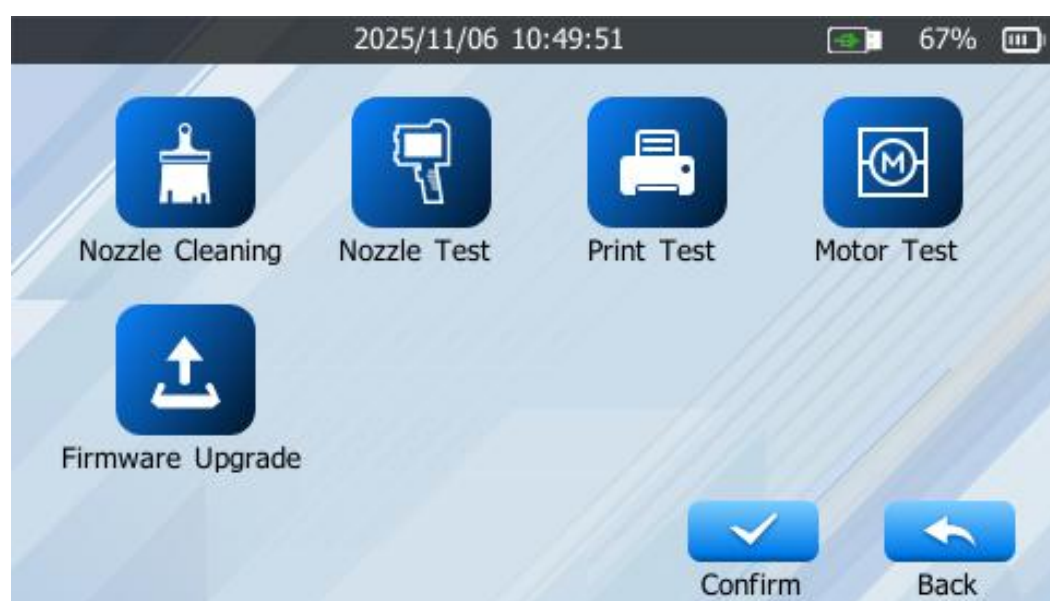 2025/11/06 10:49:51 67%
Nozzle Cleaning Nozzle Test Print Test Motor Test
M
Firmware Upgrade
Confirm Back